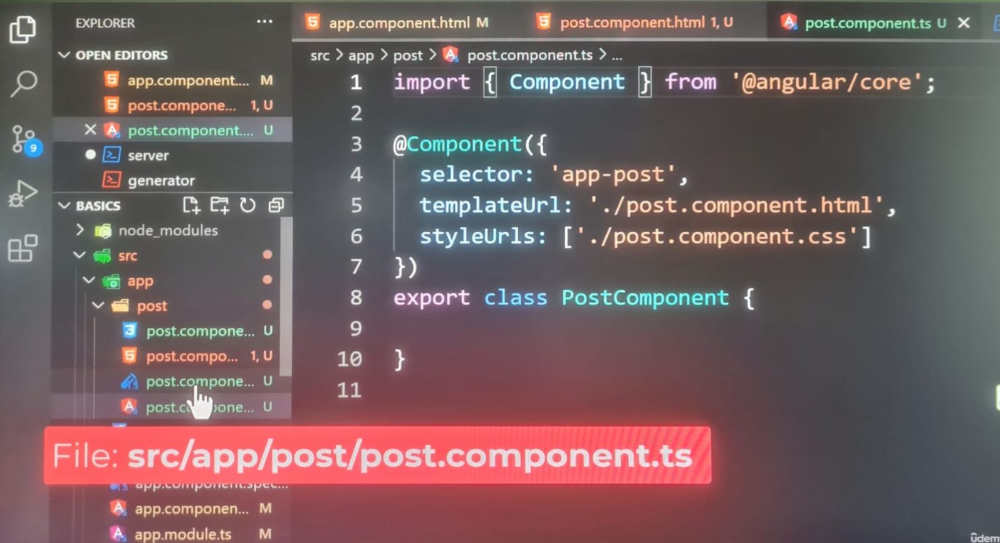 EXPLORER ...
OPEN EDITORS
app.component.... M
post.compone... 1, U
post.component.... U
server
generator
BASICS
node_modules
src
app
post
post.compone... U
post.compo... 1, U
post.compone... U
post.c one... U
app.component.spec...
app.componen... M
app.module.ts M
app.component.html M
post.component.html 1, U
post.component.ts U
src > app > post > post.component.ts > ...
1 import { Component } from '@angular/core';
2
3 @Component({
4 selector: 'app-post',
5 templateUrl: './post.component.html',
6 styleUrls: ['./post.component.css']
7 })
8 export class PostComponent {
9
10 }
11
9
File: src/app/post/post.component.ts
ûdem